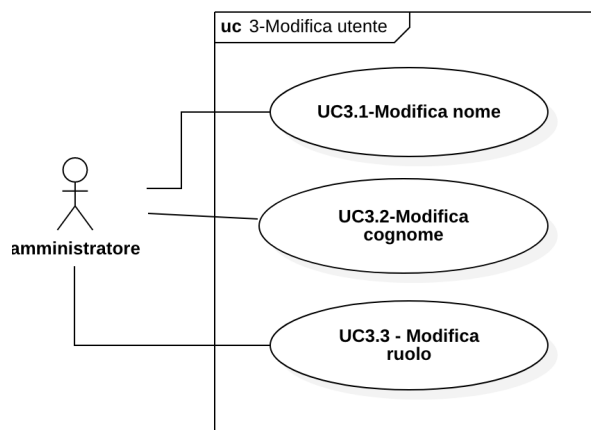 uc 3-Modifica utente
UC3.1-Modifica nome
UC3.2-Modifica
cognome
amministratore
UC3.3 - Modifica
ruolo